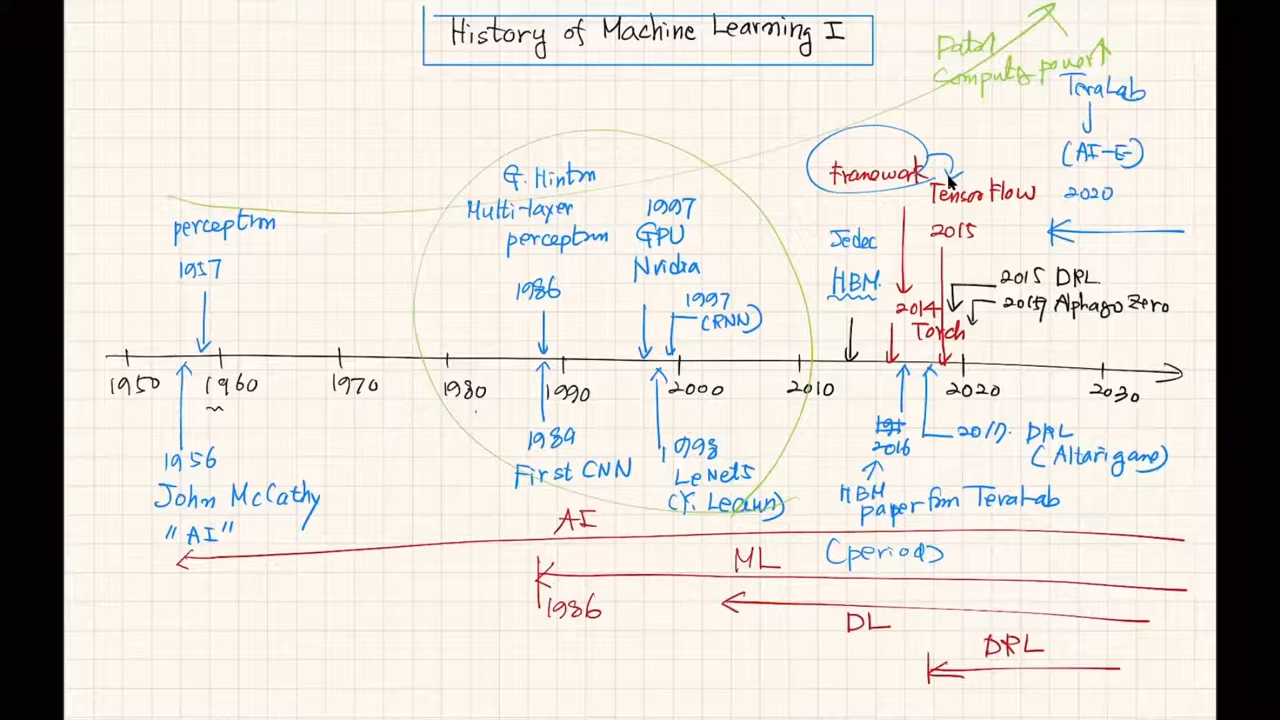 History of Machine Learning I
Data↑
Computer power↑
TeraLab
(AI-E)
2020
Framework
TensorFlow
2015
G. Hinton
Multi-layer
perceptron
1986
1997
GPU
Nvidia
1997
(RNN)
perceptron
1957
Jedec
HBM
2015 DRL
2017 Alphago Zero
2014
Torch
1950 1960 1970 1980 1990 2000 2010 2020 2030
1956
John McCathy
"AI"
1989
First CNN
1998
LeNet5
(Y. Lecun)
2016
HBM
paper from TeraLab
2017. DRL
AI
(period)
ML
1986
DL
DRL